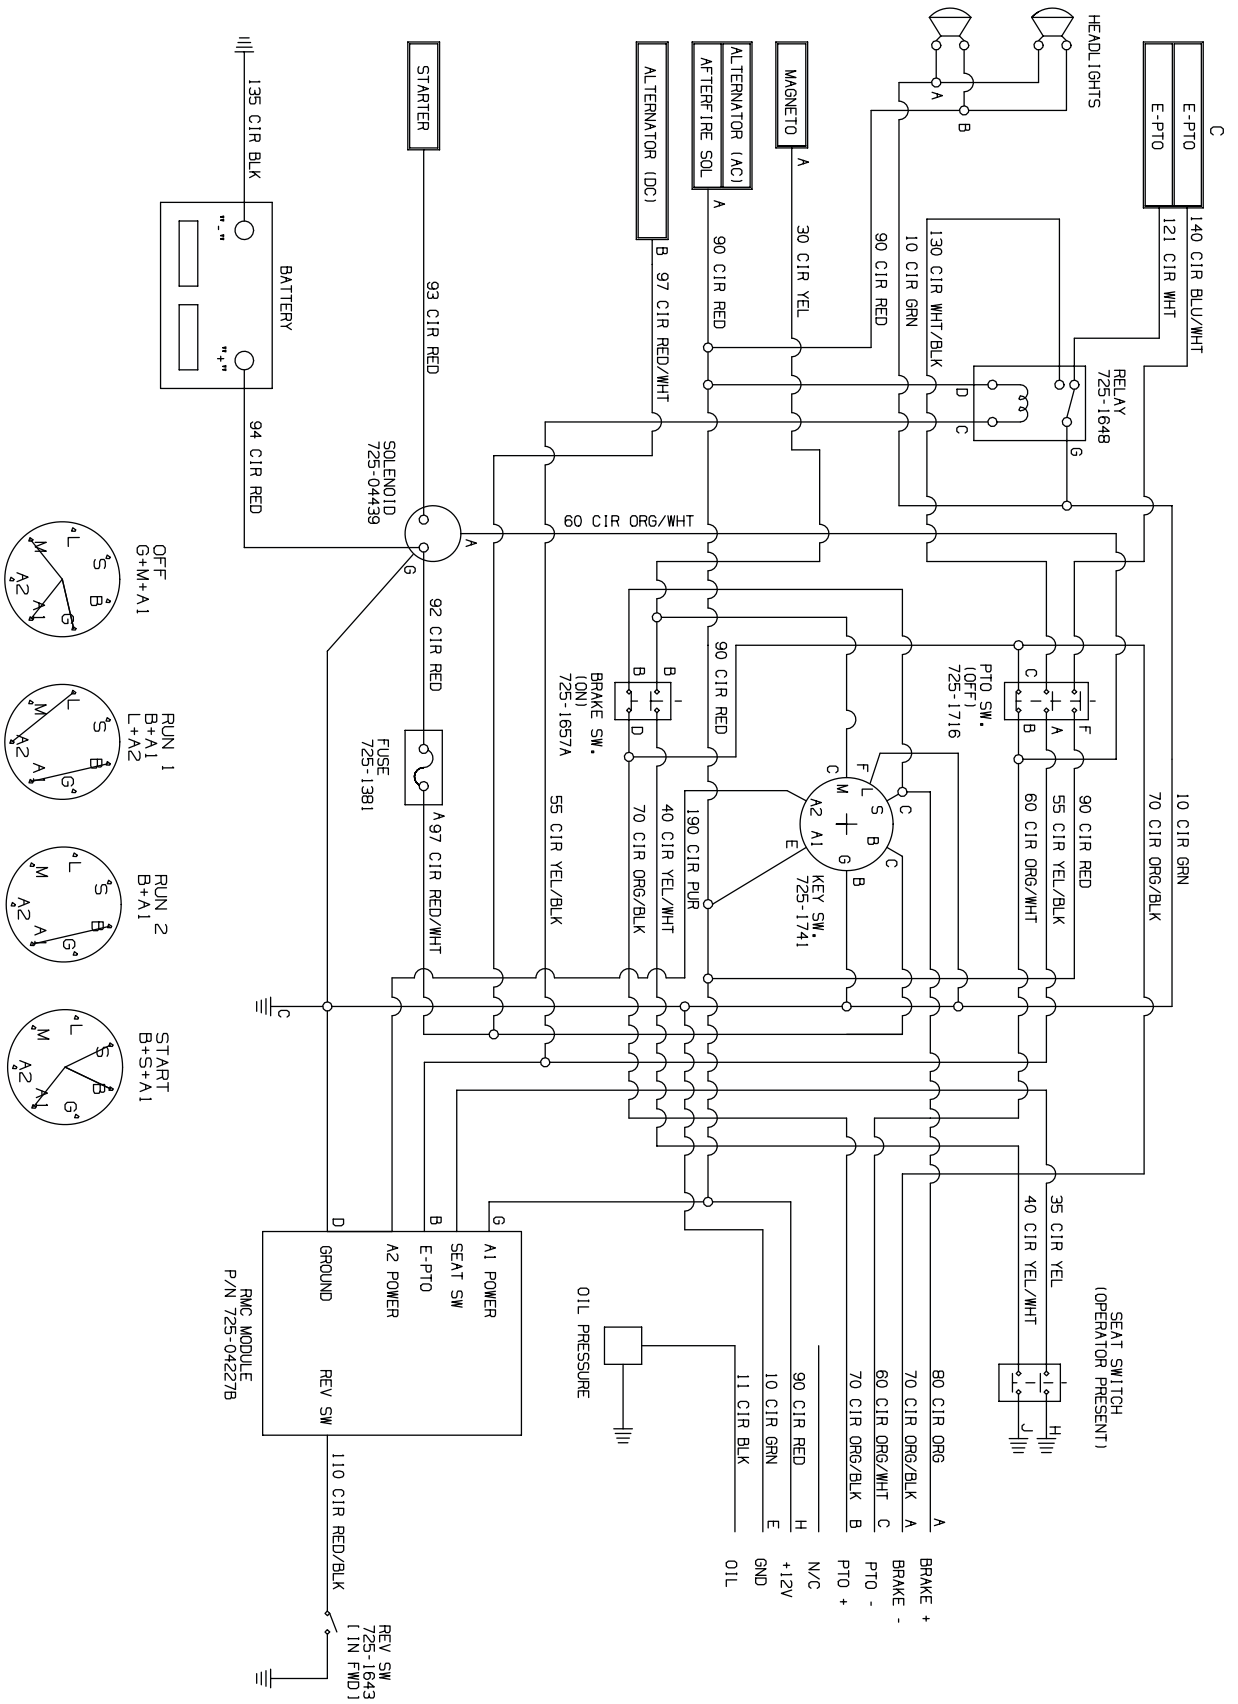 C
E-PTO
E-PTO
140 CIR BLU/WHT
121 CIR WHT
HEADLIGHTS
A
B
MAGNETO
A
30 CIR YEL
ALTERNATOR (AC)
AFTERFIRE SOL
A
90 CIR RED
ALTERNATOR (DC)
B
97 CIR RED/WHT
90 CIR RED
10 CIR GRN
130 CIR WHT/BLK
RELAY
725-1648
D
C
G
STARTER
93 CIR RED
135 CIR BLK
BATTERY
"-"
"+"
94 CIR RED
SOLENOID
725-04439
A
G
60 CIR ORG/WHT
92 CIR RED
FUSE
725-1381
A
97 CIR RED/WHT
BRAKE SW.
(ON)
725-1657A
B
B
D
90 CIR RED
PTO SW.
(OFF)
725-1716
C
B
A
F
10 CIR GRN
70 CIR ORG/BLK
90 CIR RED
55 CIR YEL/BLK
60 CIR ORG/WHT
KEY SW.
725-1741
M
L
S
B
G
A1
A2
C
F
C
C
B
E
190 CIR PUR
40 CIR YEL/WHT
70 CIR ORG/BLK
55 CIR YEL/BLK
C
OFF
G+M+A1
L
S
B
G
A1
A2
M
RUN 1
B+A1
L+A2
L
S
B
G
A1
A2
M
RUN 2
B+A1
L
S
B
G
A1
A2
M
START
B+S+A1
L
S
B
G
A1
A2
M
SEAT SWITCH
(OPERATOR PRESENT)
35 CIR YEL
40 CIR YEL/WHT
H
J
80 CIR ORG A BRAKE +
70 CIR ORG/BLK A BRAKE -
60 CIR ORG/WHT C PTO -
70 CIR ORG/BLK B PTO +
N/C
90 CIR RED H +12V
10 CIR GRN E GND
11 CIR BLK OIL
OIL PRESSURE
G
B
D
A1 POWER
SEAT SW
E-PTO
A2 POWER
GROUND
REV SW
RMC MODULE
P/N 725-04227B
110 CIR RED/BLK
REV SW
725-1643
[ IN FWD]